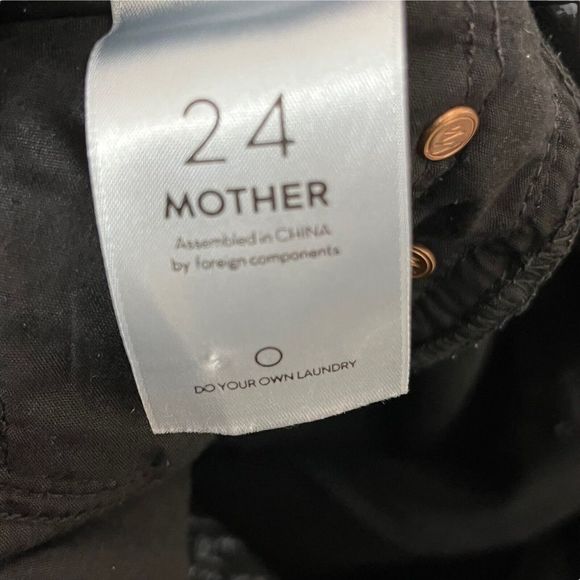 24
MOTHER
Assembled in CHINA
by foreign components
DO YOUR OWN LAUNDRY